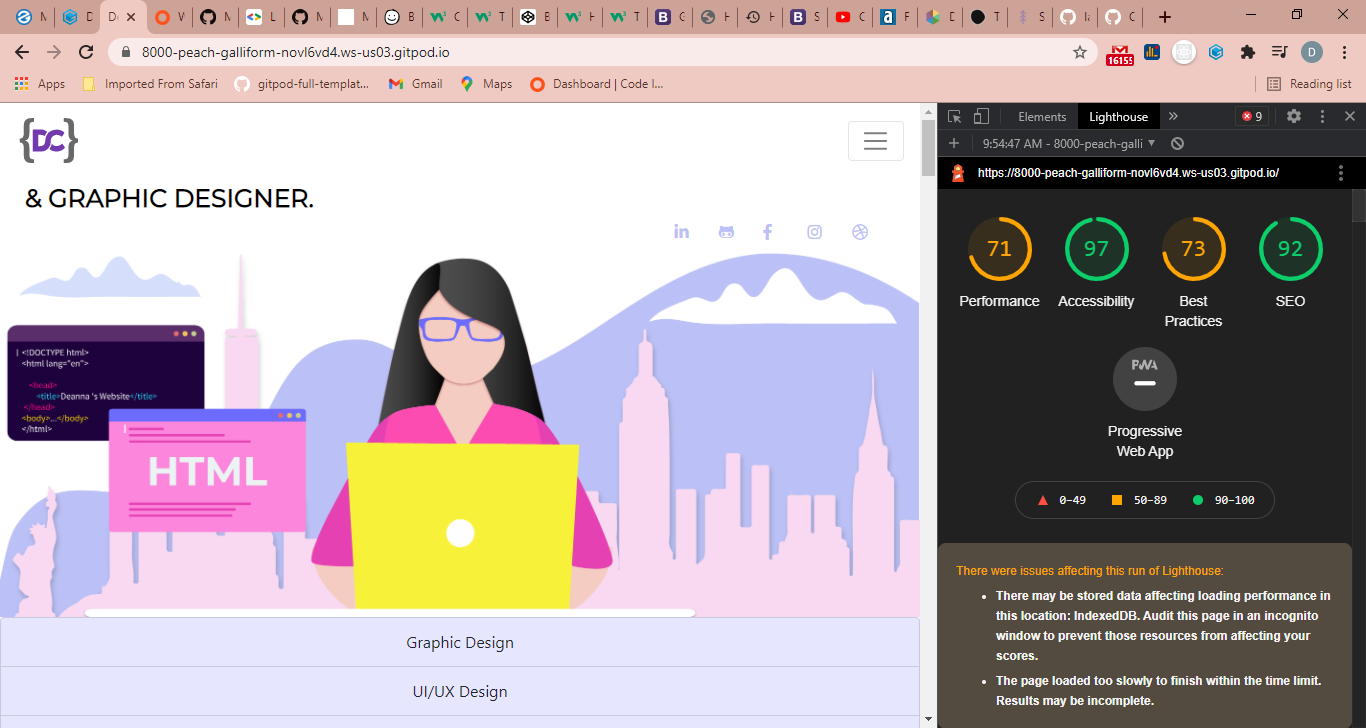 8000-peach-galliform-novl6vd4.ws-us03.gitpod.io
16155
D
Apps
Imported From Safari
gitpod-full-templat...
Gmail
Maps
Dashboard | Code I...
Reading list
{DC}
& GRAPHIC DESIGNER.
| <!DOCTYPE html>
<html lang="en">
<head>
<title>Deanna 's Website</title>
</head>
<body>...</body>
</html>
HTML
Graphic Design
UI/UX Design
Elements
Lighthouse
»
9
9:54:47 AM - 8000-peach-galli
https://8000-peach-galliform-novl6vd4.ws-us03.gitpod.io/
71
97
73
92
Performance
Accessibility
Best
Practices
SEO
PWA
Progressive
Web App
0–49
50–89
90–100
There were issues affecting this run of Lighthouse:
• There may be stored data affecting loading performance in
this location: IndexedDB. Audit this page in an incognito
window to prevent those resources from affecting your
scores.
• The page loaded too slowly to finish within the time limit.
Results may be incomplete.